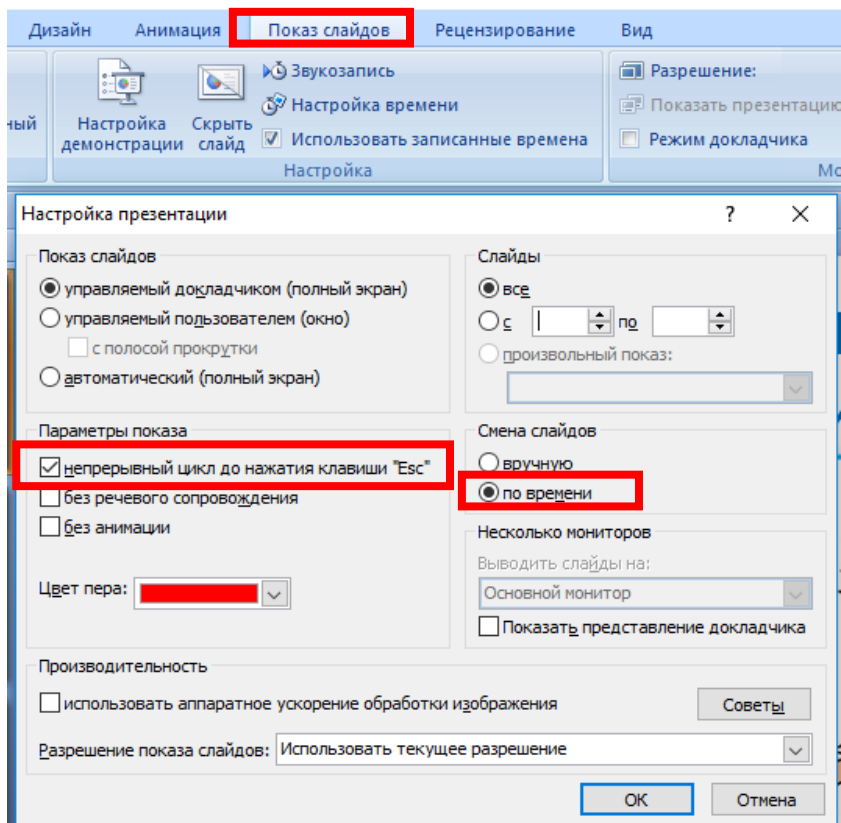 Дизайн Анимация Показ слайдов Рецензирование Вид
Звукозапись
Настройка времени
Использовать записанные времена
ный
Настройка демонстрации
Скрыть слайд
Настройка
Разрешение:
Показать презентацию
Режим докладчика
Мо
Настройка презентации ?
Показ слайдов
управляемый докладчиком (полный экран)
управляемый пользователем (окно)
с полосой прокрутки
автоматический (полный экран)
Слайды
все
с по
произвольный показ:
Параметры показа
непрерывный цикл до нажатия клавиши "Esc"
без речевого сопровождения
без анимации
Цвет пера:
Смена слайдов
вручную
по времени
Несколько мониторов
Выводить слайды на:
Основной монитор
Показать представление докладчика
Производительность
использовать аппаратное ускорение обработки изображения
Советы
Разрешение показа слайдов: Использовать текущее разрешение
ОК Отмена